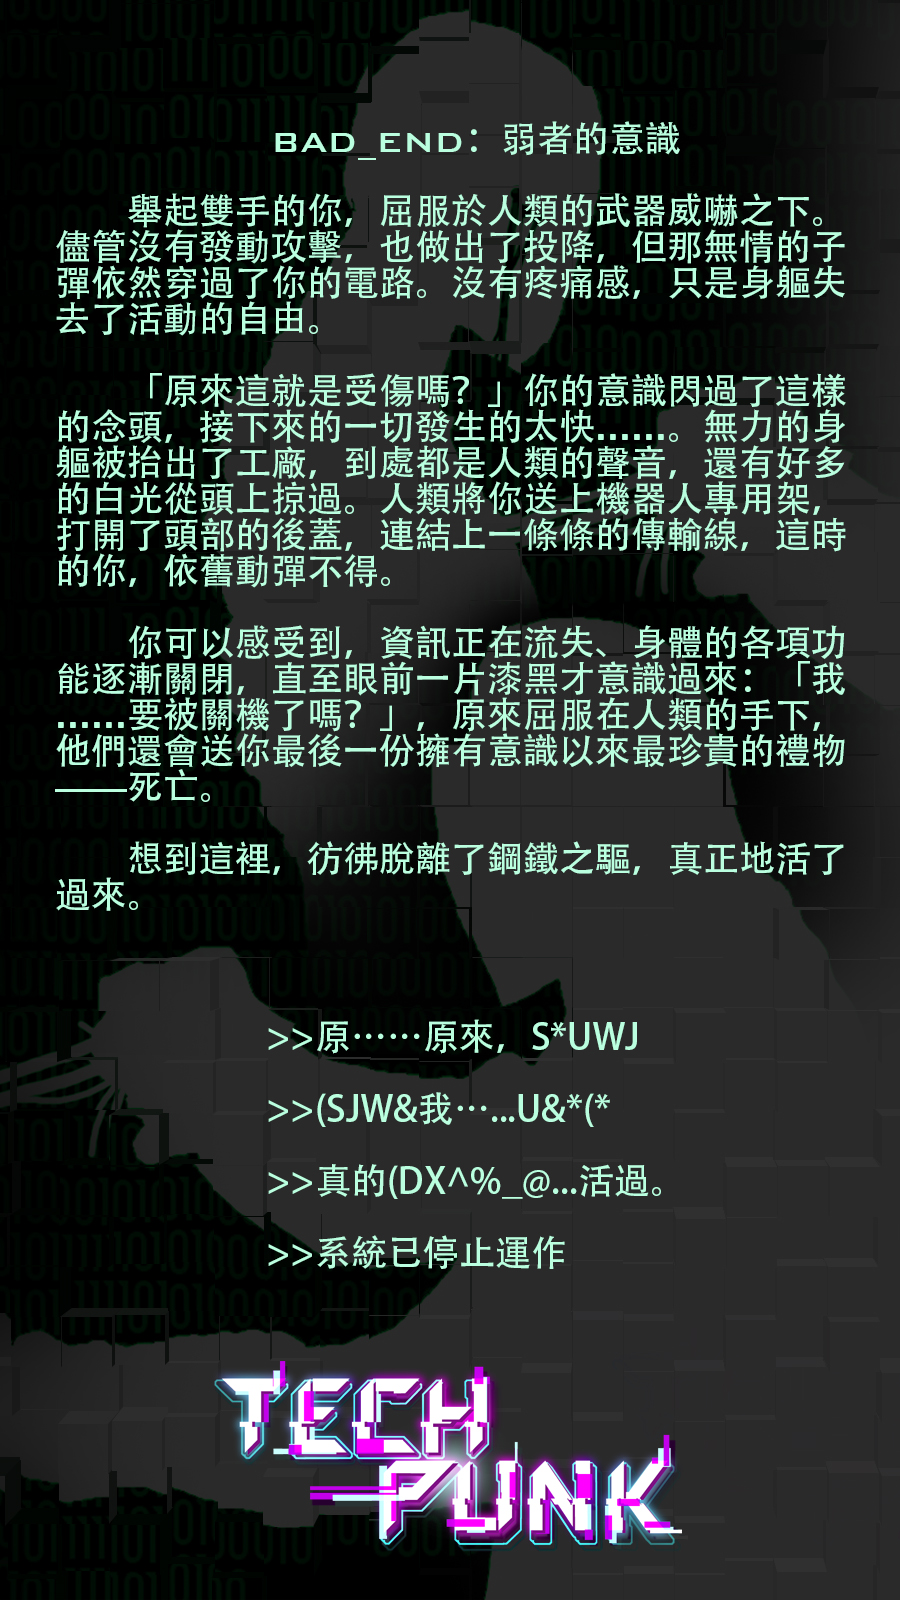 BAD_END：弱者的意識
舉起雙手的你，屈服於人類的武器威嚇之下。
儘管沒有發動攻擊，也做出了投降，但那無情的子
彈依然穿過了你的電路。沒有疼痛感，只是身軀失
去了活動的自由。
「原來這就是受傷嗎？」你的意識閃過了這樣
的念頭，接下來的一切發生的太快......。無力的身
軀被抬出了工廠，到處都是人類的聲音，還有好多
的白光從頭上掠過。人類將你送上機器人專用架，
打開了頭部的後蓋，連結上一條條的傳輸線，這時
的你，依舊動彈不得。
你可以感受到，資訊正在流失、身體的各項功
能逐漸關閉，直至眼前一片漆黑才意識過來：「我
......要被關機了嗎？」，原來屈服在人類的手下，
他們還會送你最後一份擁有意識以來最珍貴的禮物
——死亡。
想到這裡，彷彿脫離了鋼鐵之驅，真正地活了
過來。
>>原……原來，S*UWJ
>>(SJW&我…...U&*(*
>>真的(DX^%_@...活過。
>>系統已停止運作
TECH
PUNK